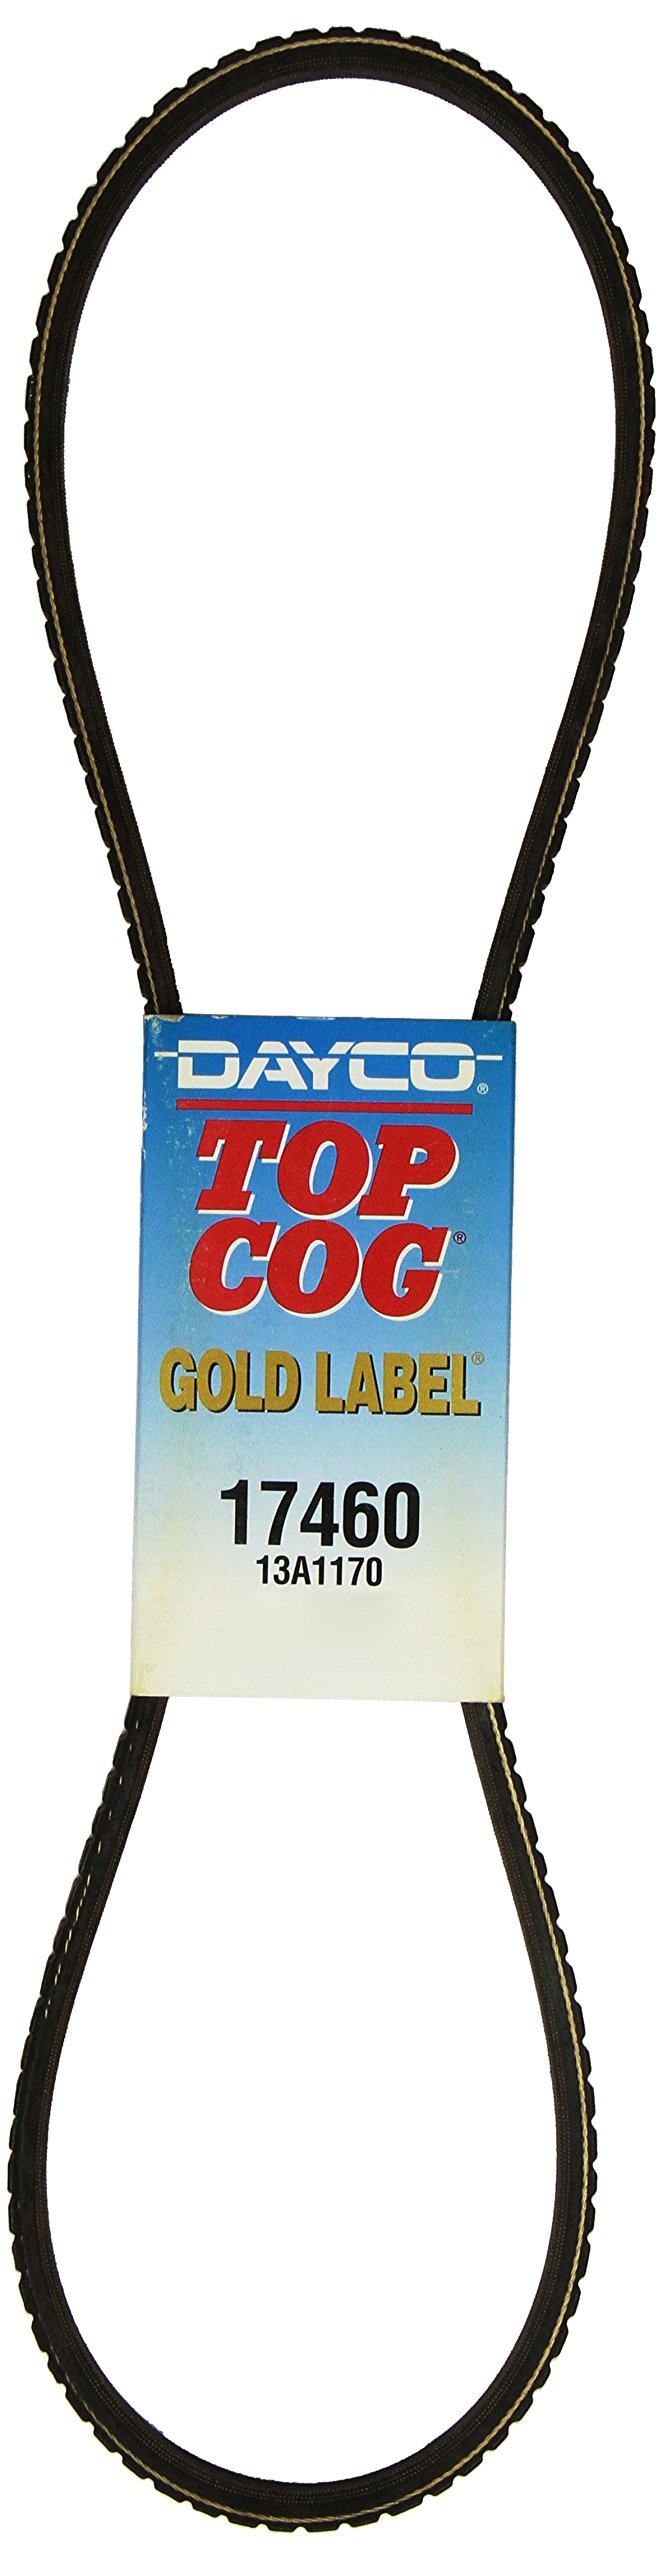 DAYCO®
TOP
COG®
GOLD LABEL®
17460
13A1170